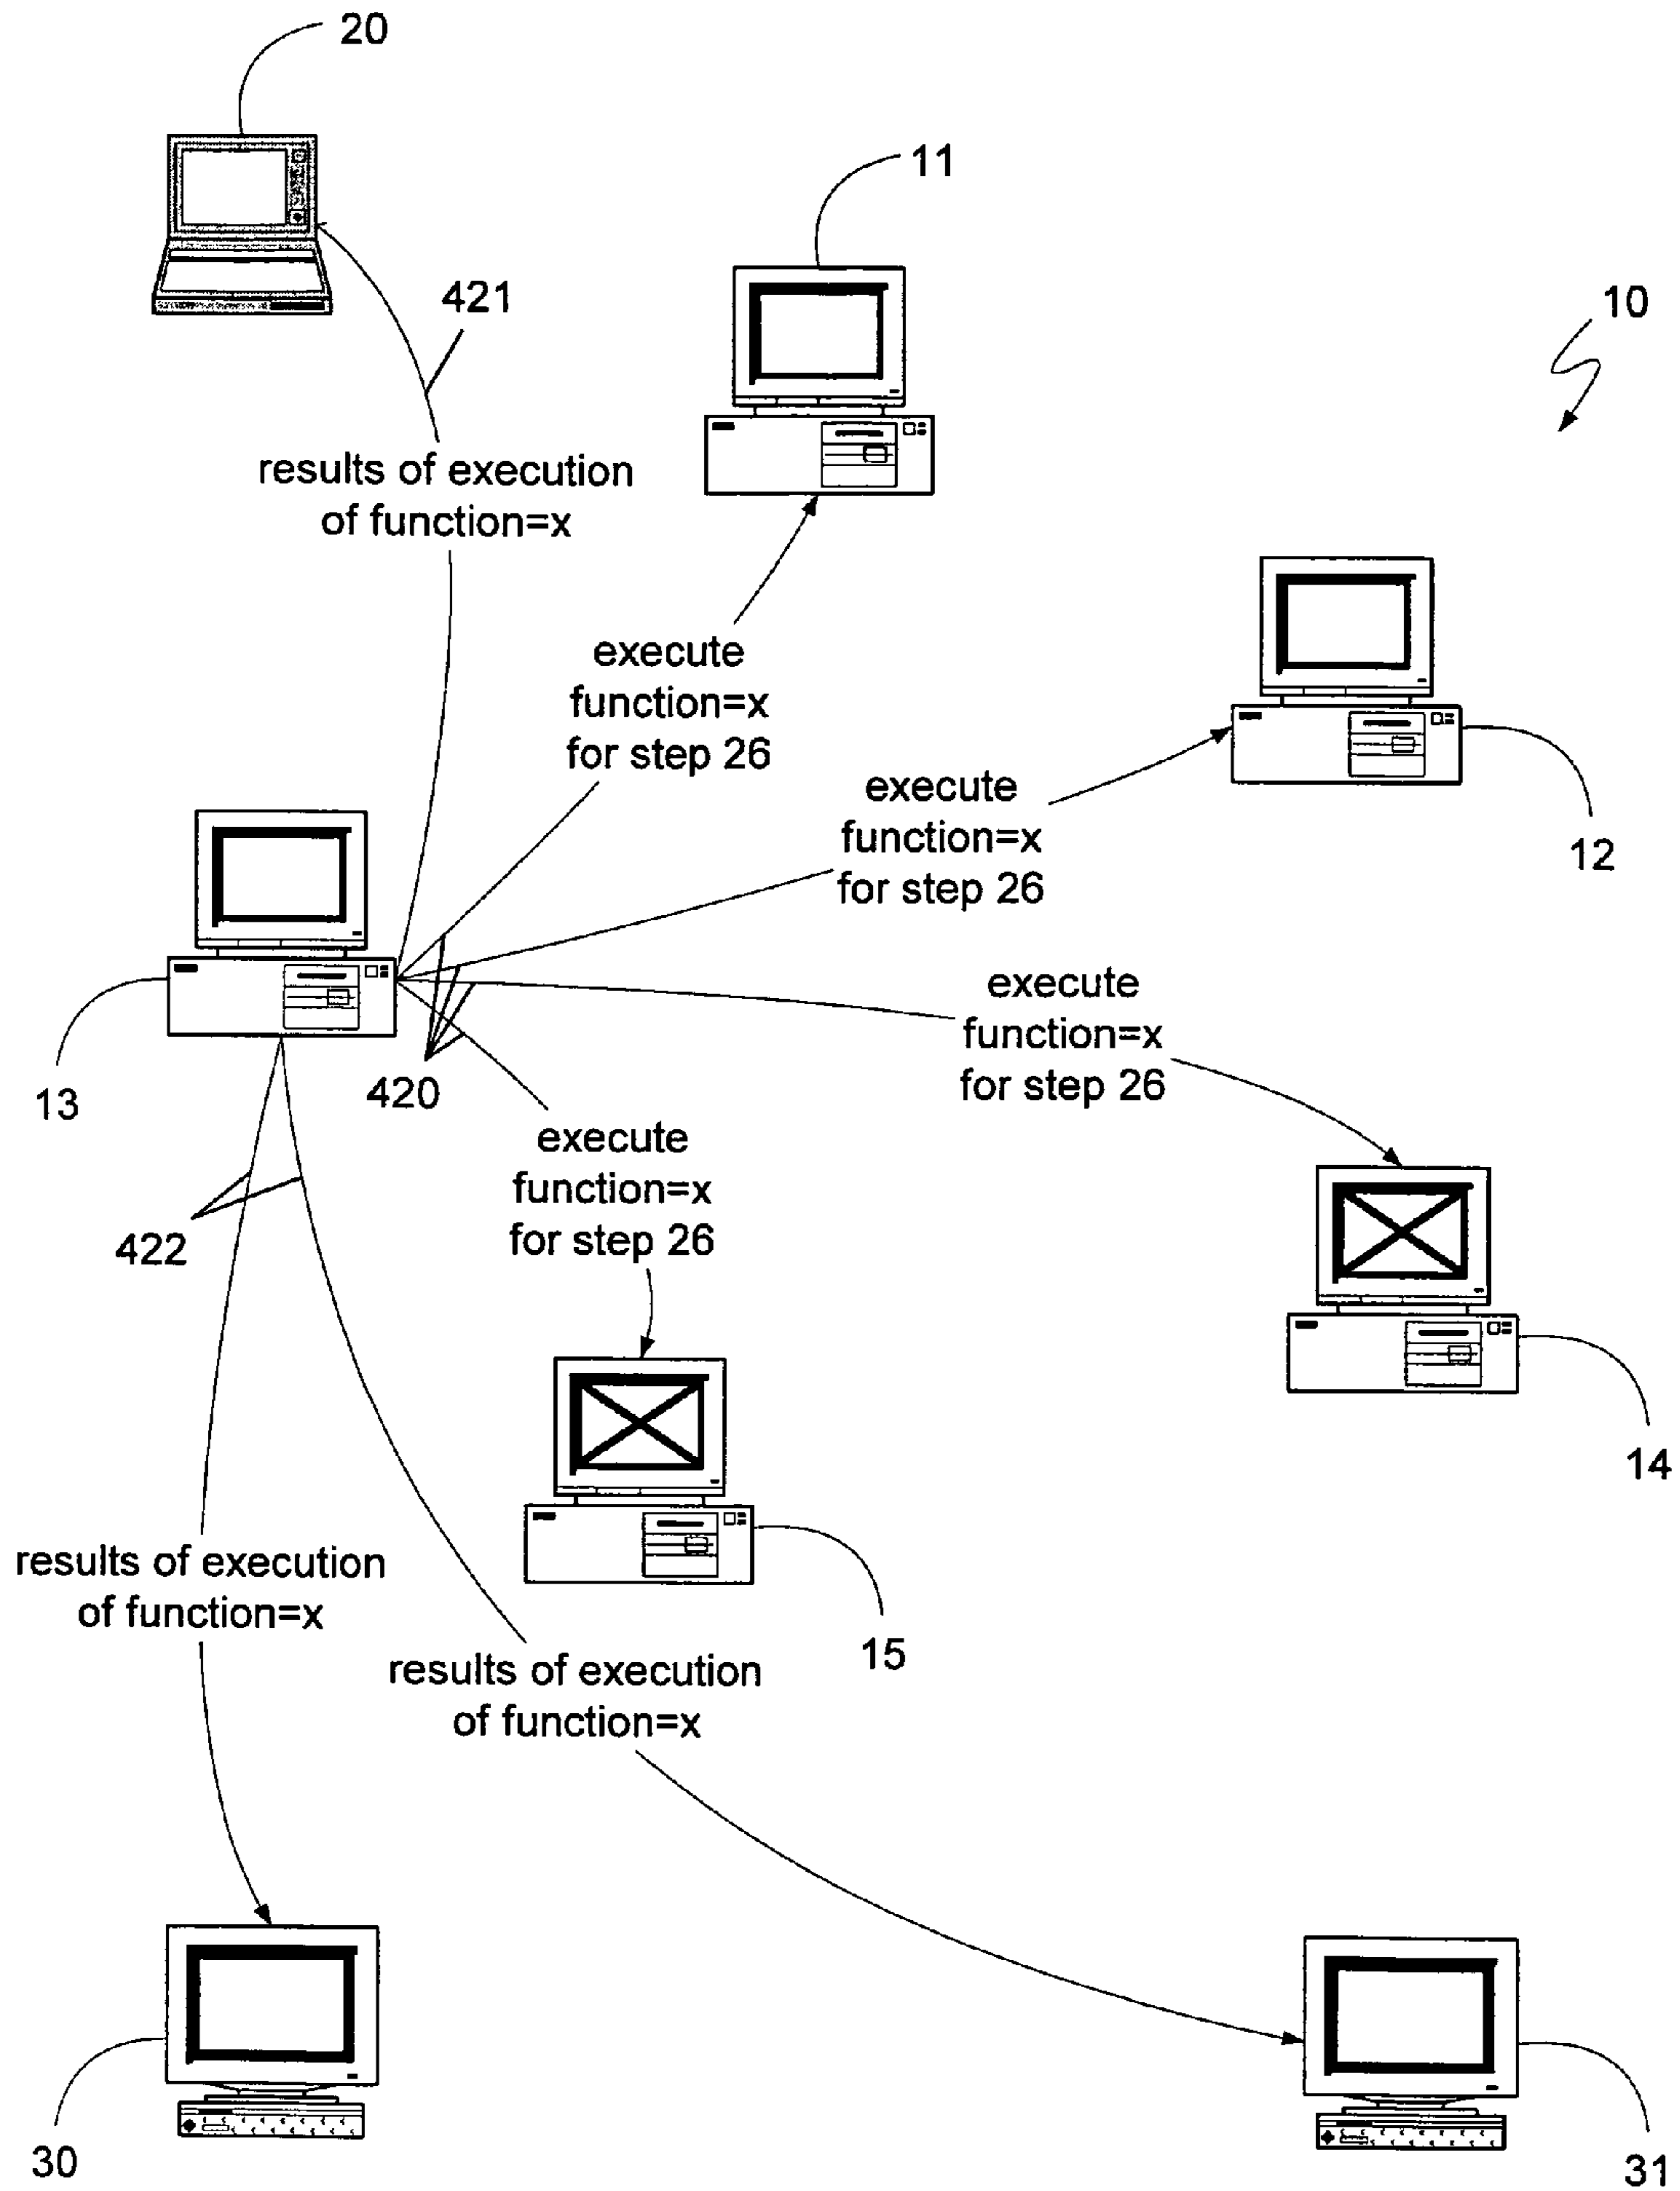 20
11
10
421
results of execution
of function=x
execute
function=x
for step 26
execute
function=x
for step 26
12
execute
function=x
for step 26
13
420
execute
function=x
for step 26
422
14
results of execution
of function=x
15
results of execution
of function=x
30
31